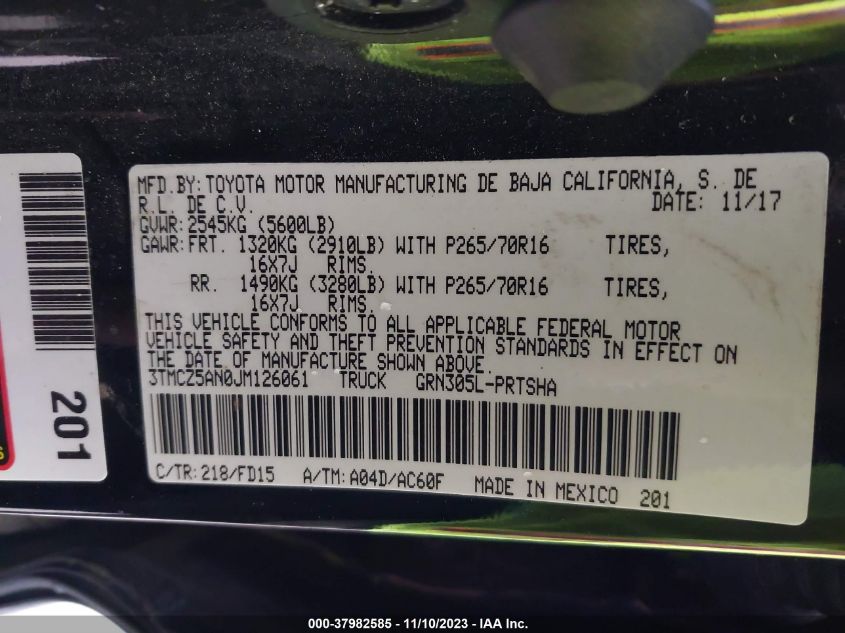 MFD.BY: TOYOTA MOTOR MANUFACTURING DE BAJA CALIFORNIA, S. DE
R.L. DE C.V. DATE: 11/17
GVWR: 2545KG (5600LB)
GAWR: FRT. 1320KG (2910LB) WITH P265/70R16 TIRES,
16X7J RIMS.
RR. 1490KG (3280LB) WITH P265/70R16 TIRES,
16X7J RIMS.
THIS VEHICLE CONFORMS TO ALL APPLICABLE FEDERAL MOTOR
VEHICLE SAFETY AND THEFT PREVENTION STANDARDS IN EFFECT ON
THE DATE OF MANUFACTURE SHOWN ABOVE.
3TMCZ5AN0JM126061 TRUCK GRN305L-PRTSHA
C/TR: 218/FD15 A/TM: A04D/AC60F MADE IN MEXICO 201
201
000-37982585 - 11/10/2023 - IAA Inc.